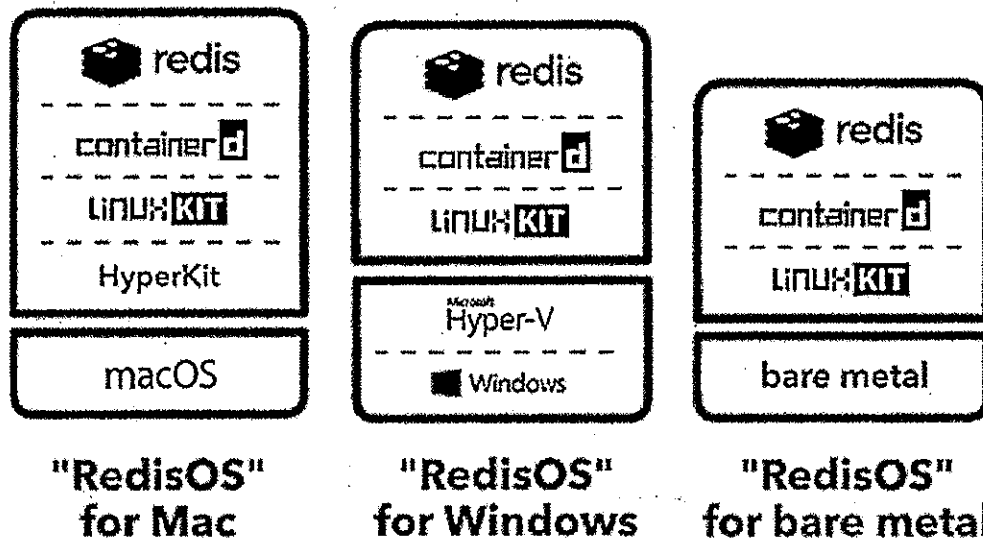 redis
containerd
LINUXKIT
HyperKit
macOS
"RedisOS"
for Mac
redis
containerd
LINUXKIT
Microsoft
Hyper-V
Windows
"RedisOS"
for Windows
redis
containerd
LINUXKIT
bare metal
"RedisOS"
for bare metal